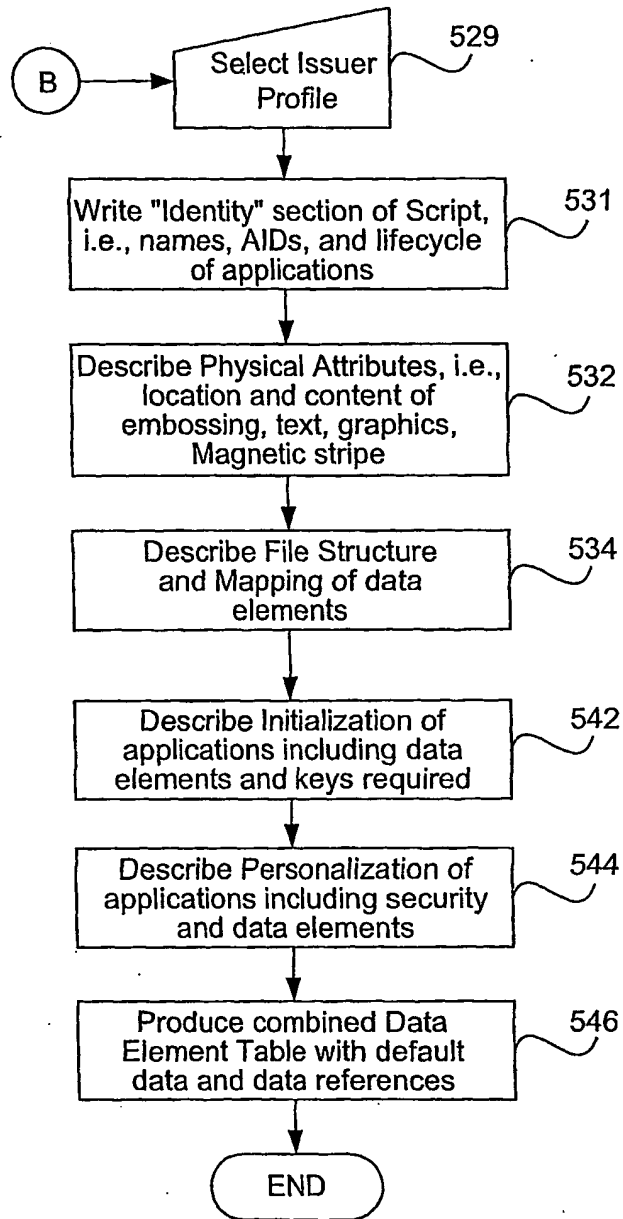 529
Select Issuer
B
Profile
Write "Identity" section of Script,
i.e., names, AIDs, and lifecycle
of applications
531
Describe Physical Attributes, i.e.,
location and content of
embossing, text, graphics,
Magnetic stripe
532
Describe File Structure
and Mapping of data
elements
534
Describe Initialization of
applications including data
elements and keys required
542
Describe Personalization of
applications including security
and data elements
544
Produce combined Data
Element Table with default
data and data references
546
END